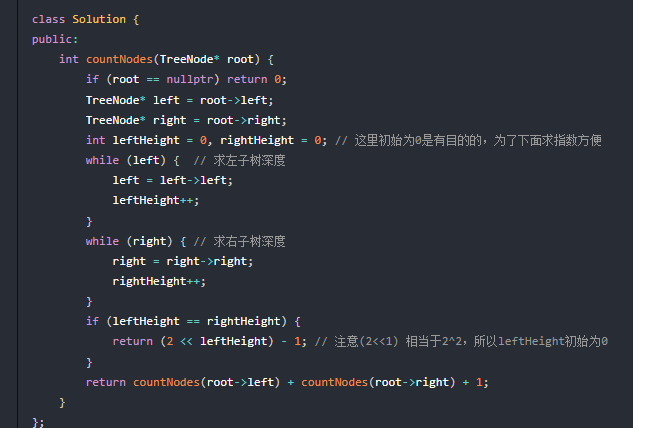 class Solution {
public:
    int countNodes(TreeNode* root) {
        if (root == nullptr) return 0;
        TreeNode* left = root->left;
        TreeNode* right = root->right;
        int leftHeight = 0, rightHeight = 0; // 这里初始为0是有目的的，为了下面求指数方便
        while (left) {  // 求左子树深度
            left = left->left;
            leftHeight++;
        }
        while (right) { // 求右子树深度
            right = right->right;
            rightHeight++;
        }
        if (leftHeight == rightHeight) {
            return (2 << leftHeight) - 1; // 注意(2<<1) 相当于2^2，所以leftHeight初始为0
        }
        return countNodes(root->left) + countNodes(root->right) + 1;
    }
};